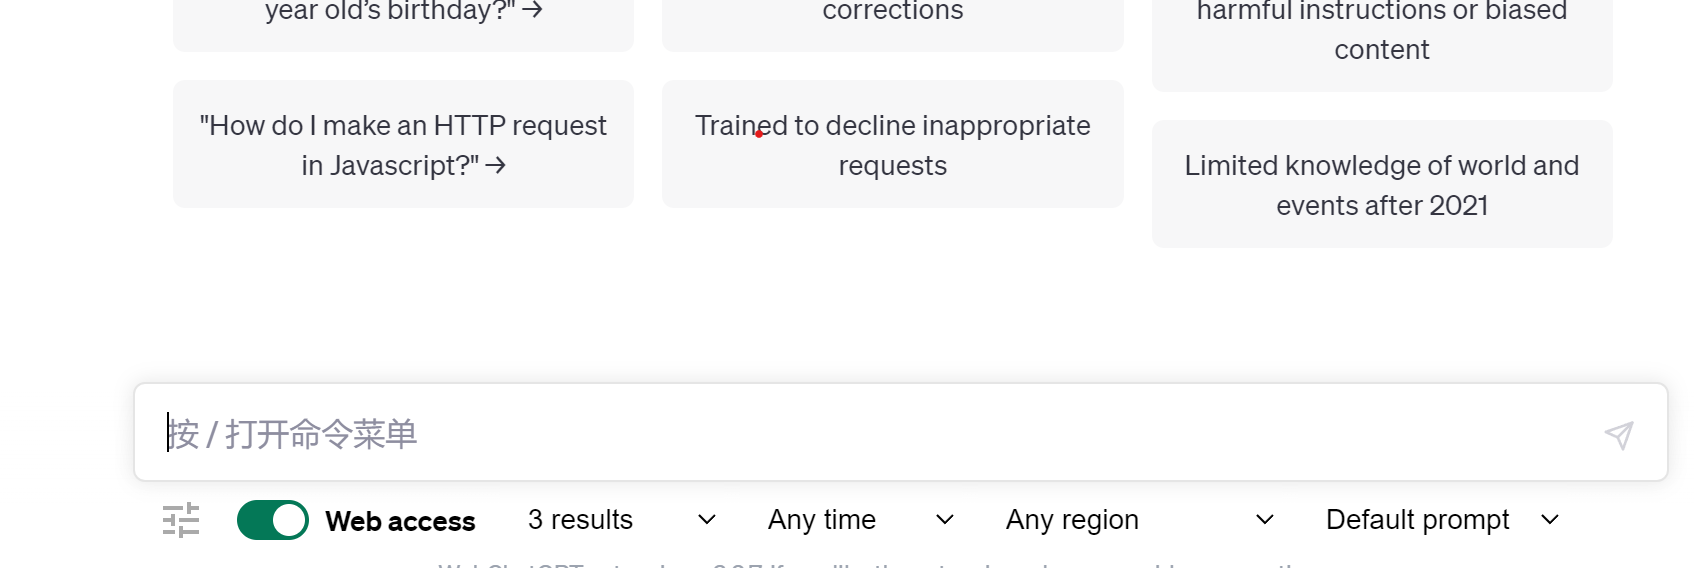 year old's birthday?" →
corrections
harmful instructions or biased
content
"How do I make an HTTP request
in Javascript?" →
Trained to decline inappropriate
requests
Limited knowledge of world and
events after 2021
按 / 打开命令菜单
Web access
3 results
Any time
Any region
Default prompt